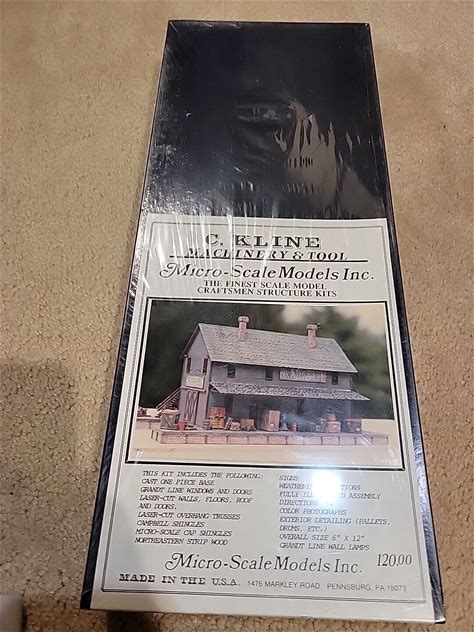 C. KLINE
MACHINERY & TOOL
Micro-Scale Models Inc.
THE FINEST SCALE MODEL
CRAFTSMEN STRUCTURE KITS
THIS KIT INCLUDES THE FOLLOWING:
CAST ONE PIECE BASE
GRANDT LINE WINDOWS AND DOORS
LASER-CUT WALLS, FLOORS, ROOF
AND DOORS.
LASER-CUT OVERHANG TRUSSES
CAMPBELL SHINGLES
MICRO-SCALE CAP SHINGLES
NORTHEASTERN STRIP WOOD
SIGNS
FULLY ASSEMBLY
COLOR PHOTOGRAPHS
EXTERIOR DETAILING (PALLETS,
DRUMS, ETC.)
OVERALL SIZE 6" X 12"
GRANDT LINE WALL LAMPS
Micro-Scale Models Inc.
120.00
MADE IN THE U.S.A. 1476 MARKLEY ROAD PENNSBURG, PA 18073